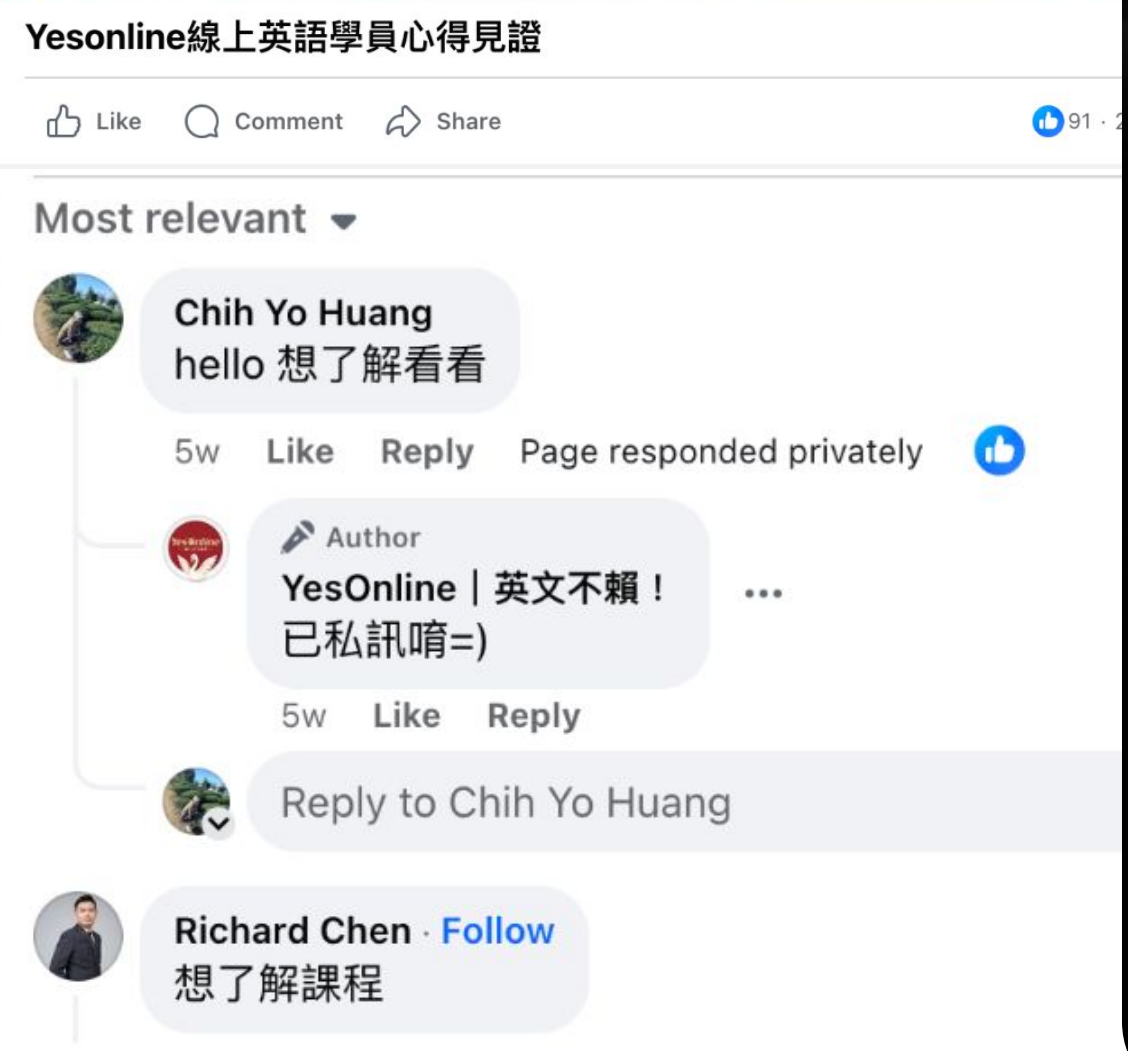 Yesonline線上英語學員心得見證
Like Comment Share 91 ·
Most relevant
Chih Yo Huang
hello 想了解看看
5w Like Reply Page responded privately
Author
YesOnline｜英文不賴！
已私訊唷=)
5w Like Reply
Reply to Chih Yo Huang
Richard Chen · Follow
想了解課程